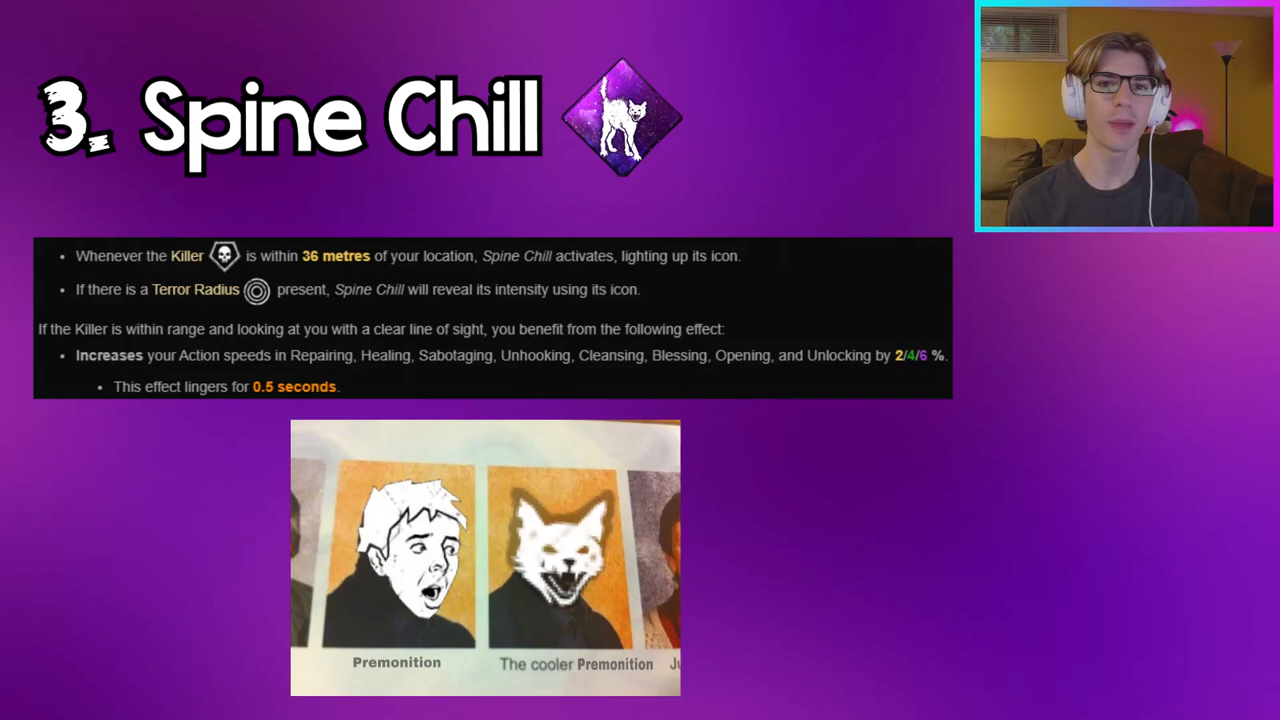 3. Spine Chill
• Whenever the Killer is within 36 metres of your location, Spine Chill activates, lighting up its icon.
• If there is a Terror Radius present, Spine Chill will reveal its intensity using its icon.
If the Killer is within range and looking at you with a clear line of sight, you benefit from the following effect:
• Increases your Action speeds in Repairing, Healing, Sabotaging, Unhooking, Cleansing, Blessing, Opening, and Unlocking by 2/4/6 %.
• This effect lingers for 0.5 seconds.
Premonition
The cooler Premonition